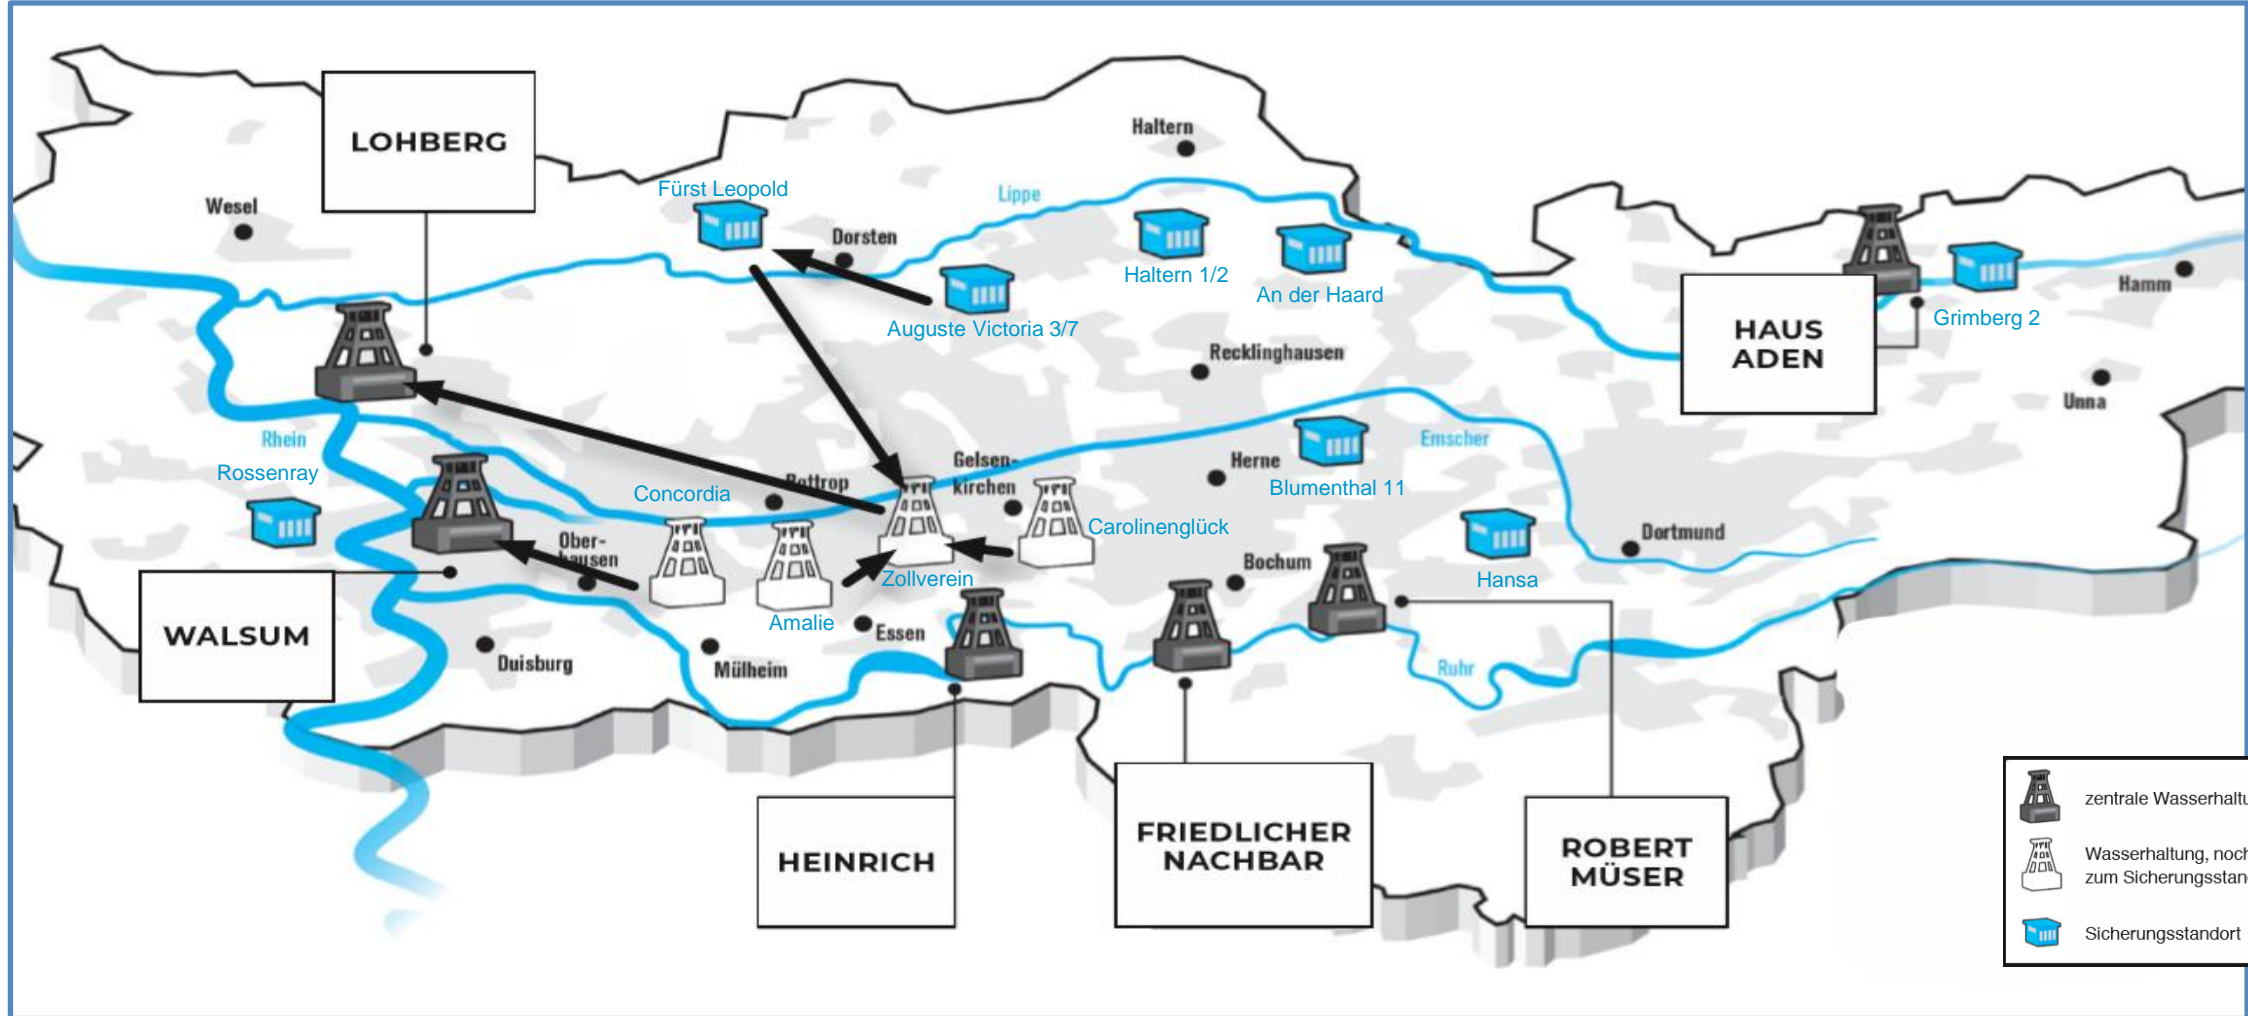 LOHBERG
Haltern
Fürst Leopold
Lippe
Wesel
Dorsten
Haltern 1/2
An der Haard
Hamm
Auguste Victoria 3/7
Grimberg 2
HAUS
ADEN
Recklinghausen
Unna
Rhein
Emscher
Rossenray
Concordia
Bottrop
Gelsen-
kirchen
Herne
Blumenthal 11
Carolinenglück
Dortmund
Ober-
hausen
Bochum
Zollverein
Hansa
Amalie
Essen
WALSUM
Duisburg
Mülheim
Ruhr
HEINRICH
FRIEDLICHER
NACHBAR
ROBERT
MÜSER
zentrale
Wasserhaltung, noch
zum
Sicherungsstandort